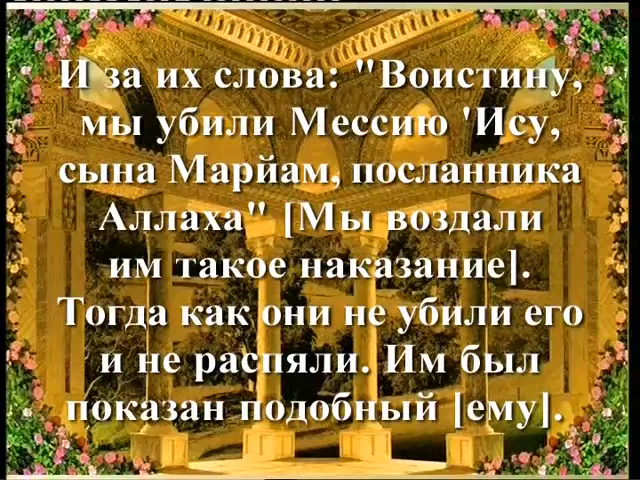 И за их слова: "Воистину,
мы убили Мессию 'Ису,
сына Марйам, посланника
Аллаха" [Мы воздали
им такое наказание].
Тогда как они не убили его
и не распяли. Им был
показан подобный [ему].